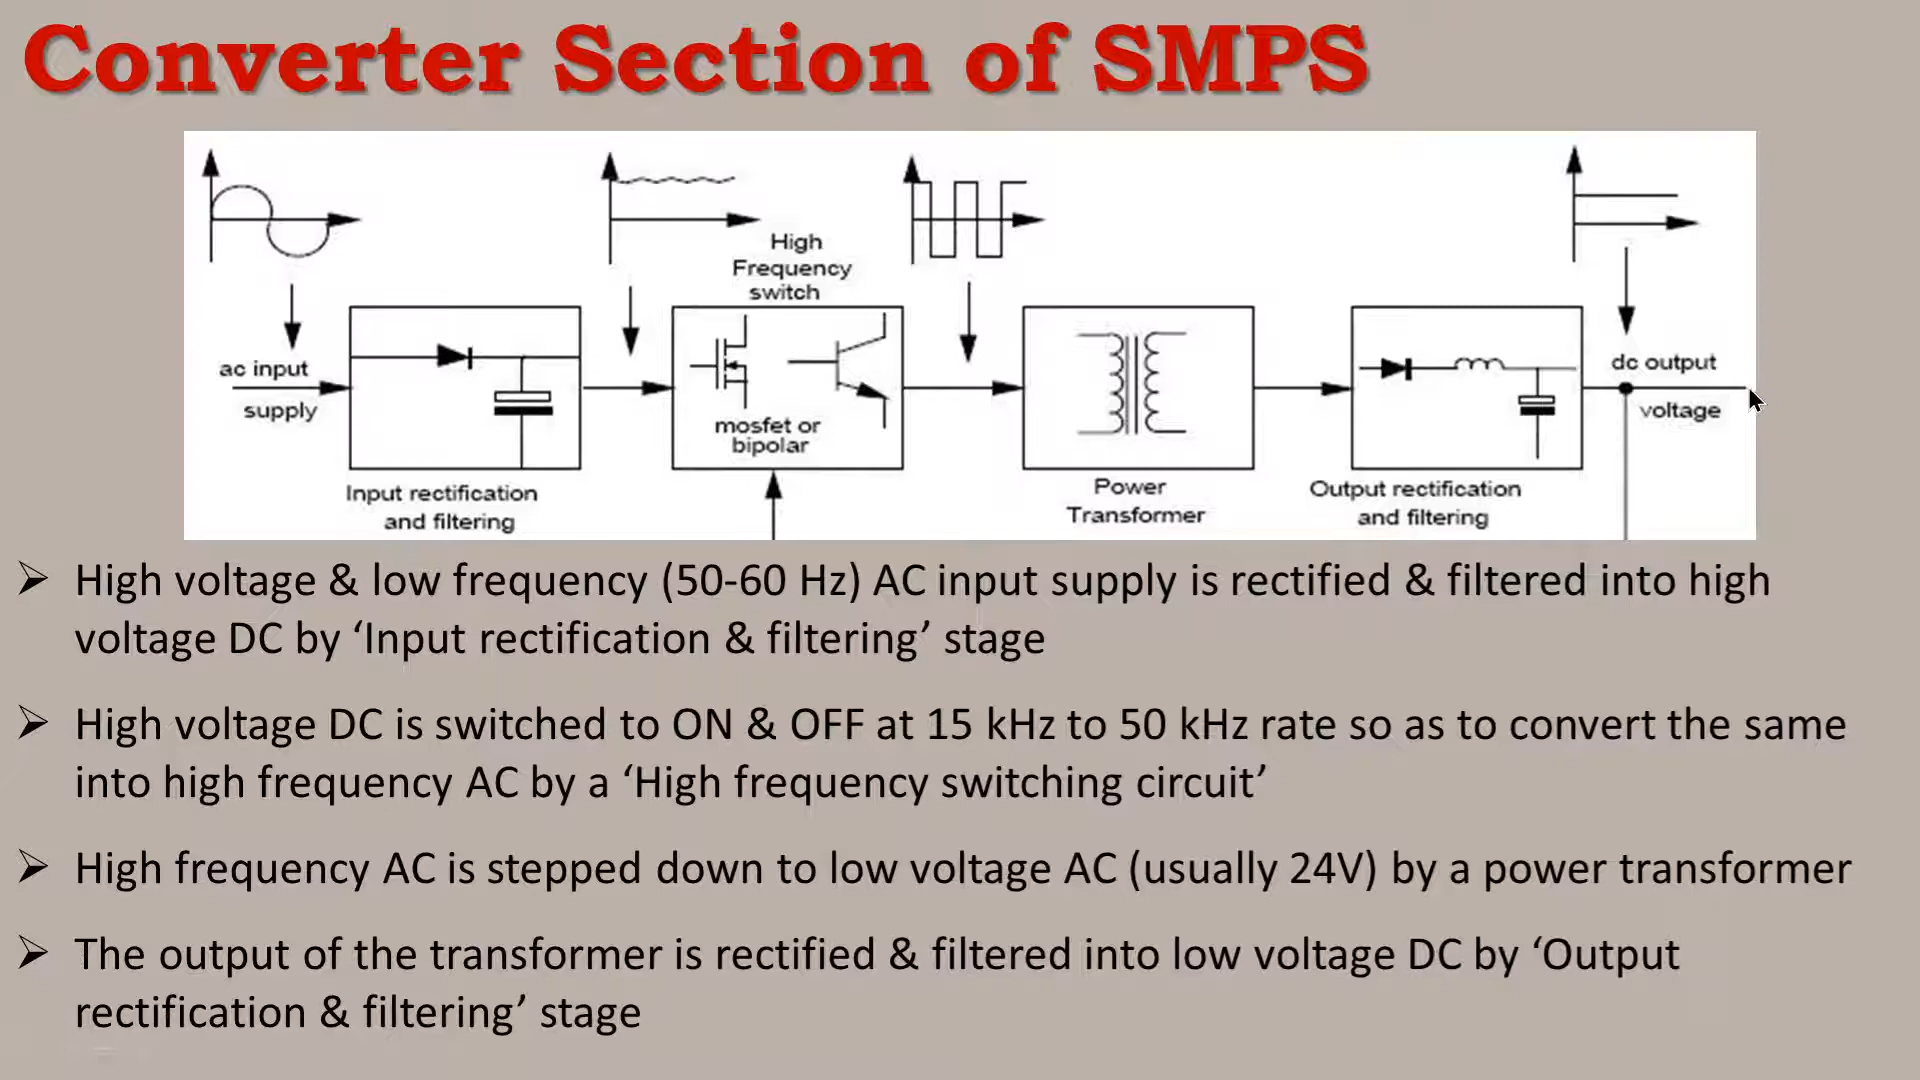 Converter Section of SMPS
High
Frequency
switch
ac input
supply
mosfet or
bipolar
dc output
voltage
Input rectification
and filtering
Power
Transformer
Output rectification
and filtering
➢ High voltage & low frequency (50-60 Hz) AC input supply is rectified & filtered into high
voltage DC by ‘Input rectification & filtering’ stage
➢ High voltage DC is switched to ON & OFF at 15 kHz to 50 kHz rate so as to convert the same
into high frequency AC by a ‘High frequency switching circuit’
➢ High frequency AC is stepped down to low voltage AC (usually 24V) by a power transformer
➢ The output of the transformer is rectified & filtered into low voltage DC by ‘Output
rectification & filtering’ stage